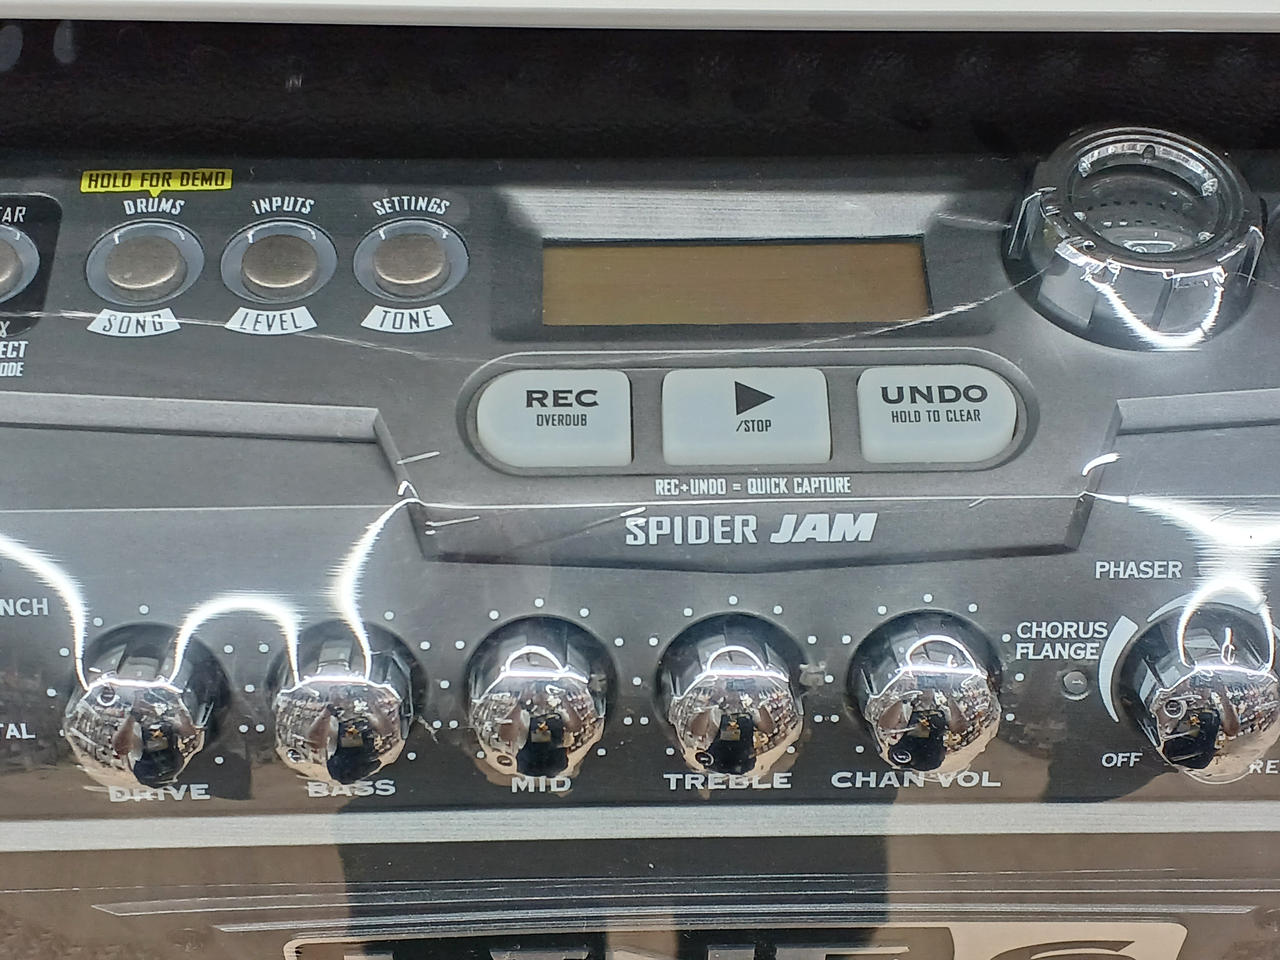 HOLD FOR DEMO
DRUMS
INPUTS
SETTINGS
SONG
LEVEL
TONE
REC
OVERDUB
/STOP
UNDO
HOLD TO CLEAR
REC+UNDO = QUICK CAPTURE
SPIDER JAM
PHASER
CHORUS
FLANGE
OFF
DRIVE
BASS
MID
TREBLE
CHAN VOL